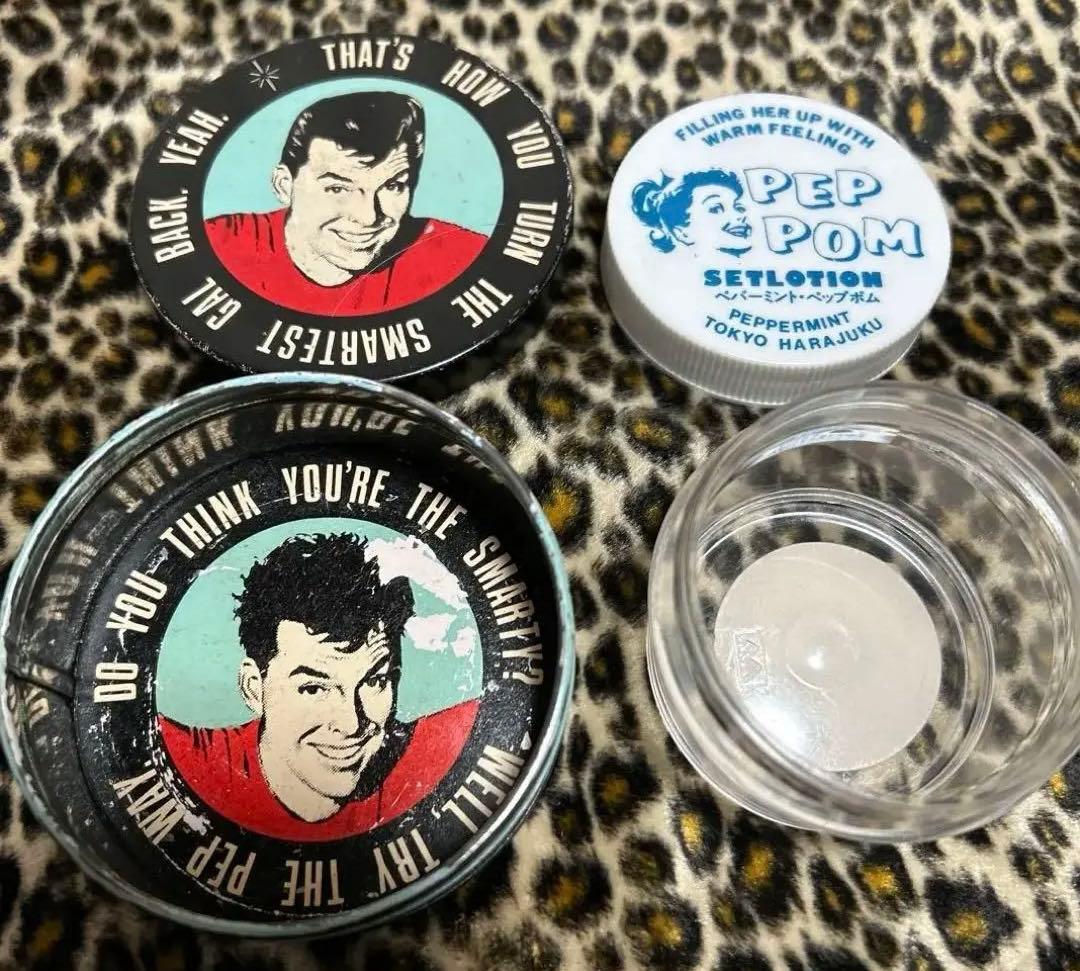 THAT'S HOW YOU TURN THE SMARTEST GAL BACK. YEAH.
FILLING HER UP WITH
WARM FEELING
PEP
POM
SETLOTION
ペパーミント・ペップポム
PEPPERMINT
TOKYO HARAJUKU
DO YOU THINK YOU'RE THE SMARTY? WELL, TRY THE PEP WAY.